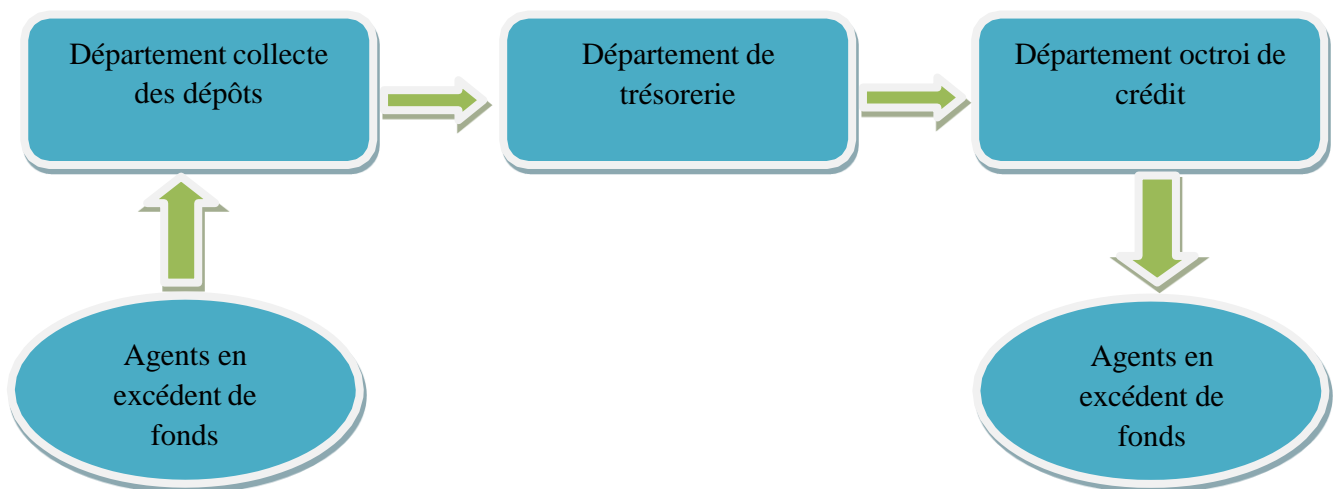 Département collecte
des dépôts
Département de
trésorerie
Département octroi de
crédit
Agents en
excédent de
fonds
Agents en
excédent de
fonds